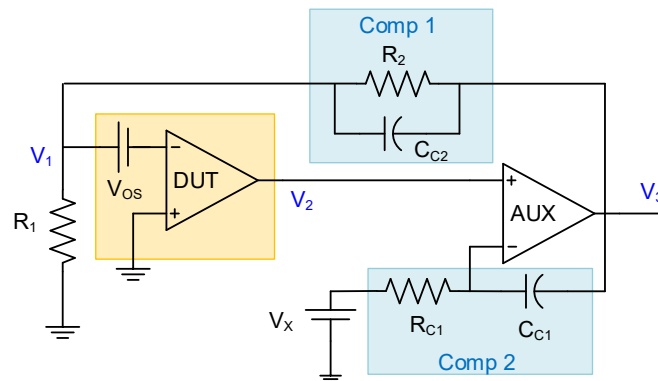 Comp 1
R2
CC2
V1
VOS
DUT
V2
AUX
V3
R1
VX
RC1
CC1
Comp 2